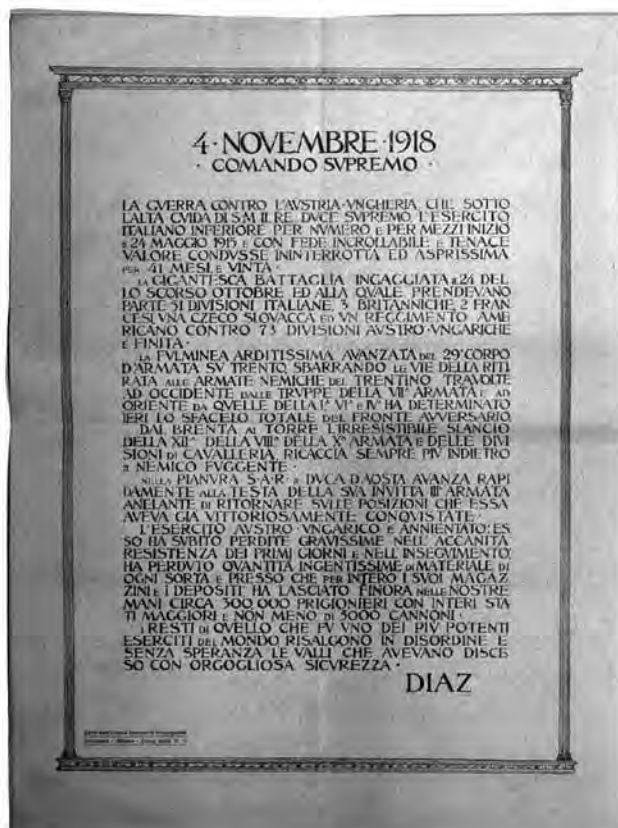 4·NOVEMBRE·1918
·COMANDO SVPREMO·
LA GVERRA CONTRO L'AVSTRIA-VNGHERIA CHE SOTTO
L'ALTA GVIDA DI S.M. IL RE DVCE SVPREMO L'ESERCITO
ITALIANO INFERIORE PER NVMERO E PER MEZZI INIZIO
IL 24 MAGGIO 1915 E CON FEDE INCROLLABILE E TENACE
VALORE CONDVSSE ININTERROTTA ED ASPRISSIMA
PER 41 MESI, E VINTA·
LA GIGANTESCA BATTAGLIA INGAGGIATA IL 24 DEL
LO SCORSO OTTOBRE ED ALLA QVALE PRENDEVANO
PARTE 51 DIVISIONI ITALIANE, 3 BRITANNICHE, 2 FRAN
CESI, VNA CZECO SLOVACCA ED VN REGGIMENTO AME
RICANO CONTRO 73 DIVISIONI AVSTRO-VNGARICHE
E FINITA·
LA FVLMINEA ARDITISSIMA AVANZATA DEL 29° CORPO
D'ARMATA SV TRENTO, SBARRANDO LE VIE DELLA RITI
RATA ALLE ARMATE NEMICHE DEL TRENTINO TRAVOLTE
AD OCCIDENTE DALLE TRVPPE DELLA VIIª ARMATA E AD
ORIENTE DA QVELLE DELLA Iª VIª E IVª HA DETERMINATO
IERI LO SFACELO TOTALE DEL FRONTE AVVERSARIO.
DAL BRENTA AL TORRE L'IRRESISTIBILE SLANCIO
DELLA XIIª DELLA VIIIª DELLA Xª ARMATA E DELLE DIVI
SIONI DI CAVALLERIA, RICACCIA SEMPRE PIV INDIETRO
IL NEMICO FVGGENTE·
NELLA PIANVRA S·A·R· IL DVCA D'AOSTA AVANZA RAPI
DAMENTE ALLA TESTA DELLA SVA INVITTA IIIª ARMATA
ANELANTE DI RITORNARE SVLLE POSIZIONI CHE ESSA
AVEVA GIA VITTORIOSAMENTE CONQVISTATE·
L'ESERCITO AVSTRO-VNGARICO E ANNIENTATO: ES
SO HA SVBITO PERDITE GRAVISSIME NELL'ACCANITA
RESISTENZA DEI PRIMI GIORNI E NELL'INSEGVIMENTO:
HA PERDVTO QVANTITA INGENTISSIME DI MATERIALE DI
OGNI SORTA E PRESSO CHE PER INTERO I SVOI MAGAZ
ZINI E I DEPOSITI· HA LASCIATO FINORA NELLE NOSTRE
MANI CIRCA 300,000 PRIGIONIERI CON INTERI STA
TI MAGGIORI E NON MENO DI 5000 CANNONI·
I RESTI DI QVELLO CHE FV VNO DEI PIV POTENTI
ESERCITI DEL MONDO RISALGONO IN DISORDINE E
SENZA SPERANZA LE VALLI CHE AVEVANO DISCE
SO CON ORGOGLIOSA SICVREZZA·
DIAZ